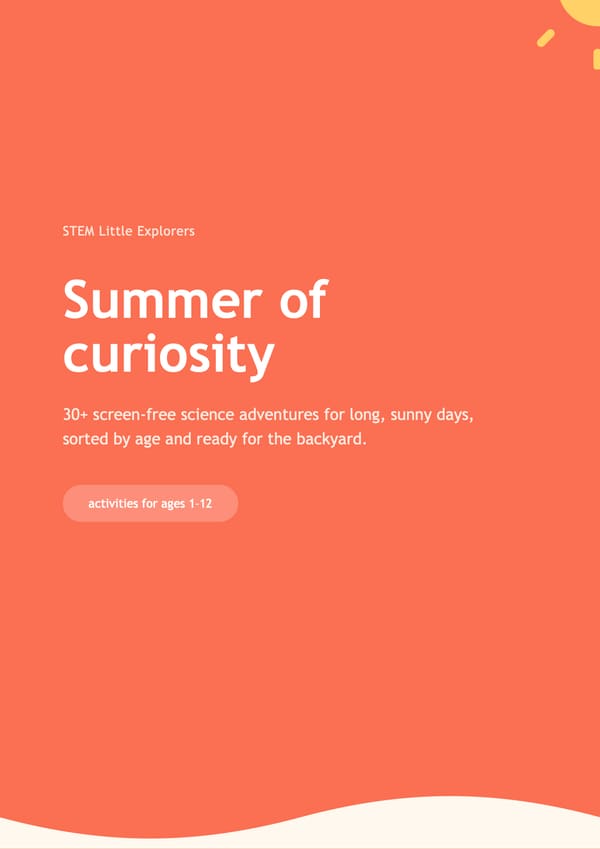 STEM Little Explorers
Summer of
curiosity
30+ screen-free science adventures for long, sunny days,
sorted by age and ready for the backyard.
activities for ages 1-12